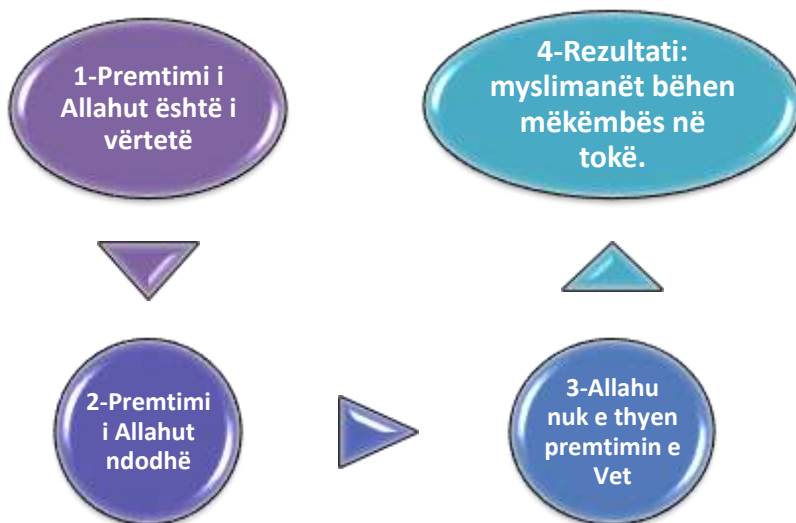 1-Premtimi i
Allahut është i
vërtetë
2-Premtimi
i Allahut
ndodhë
3-Allahu
nuk e thyen
premtimin e
Vet
4-Rezultati:
myslimanët bëhen
mëkëmbës në
tokë.